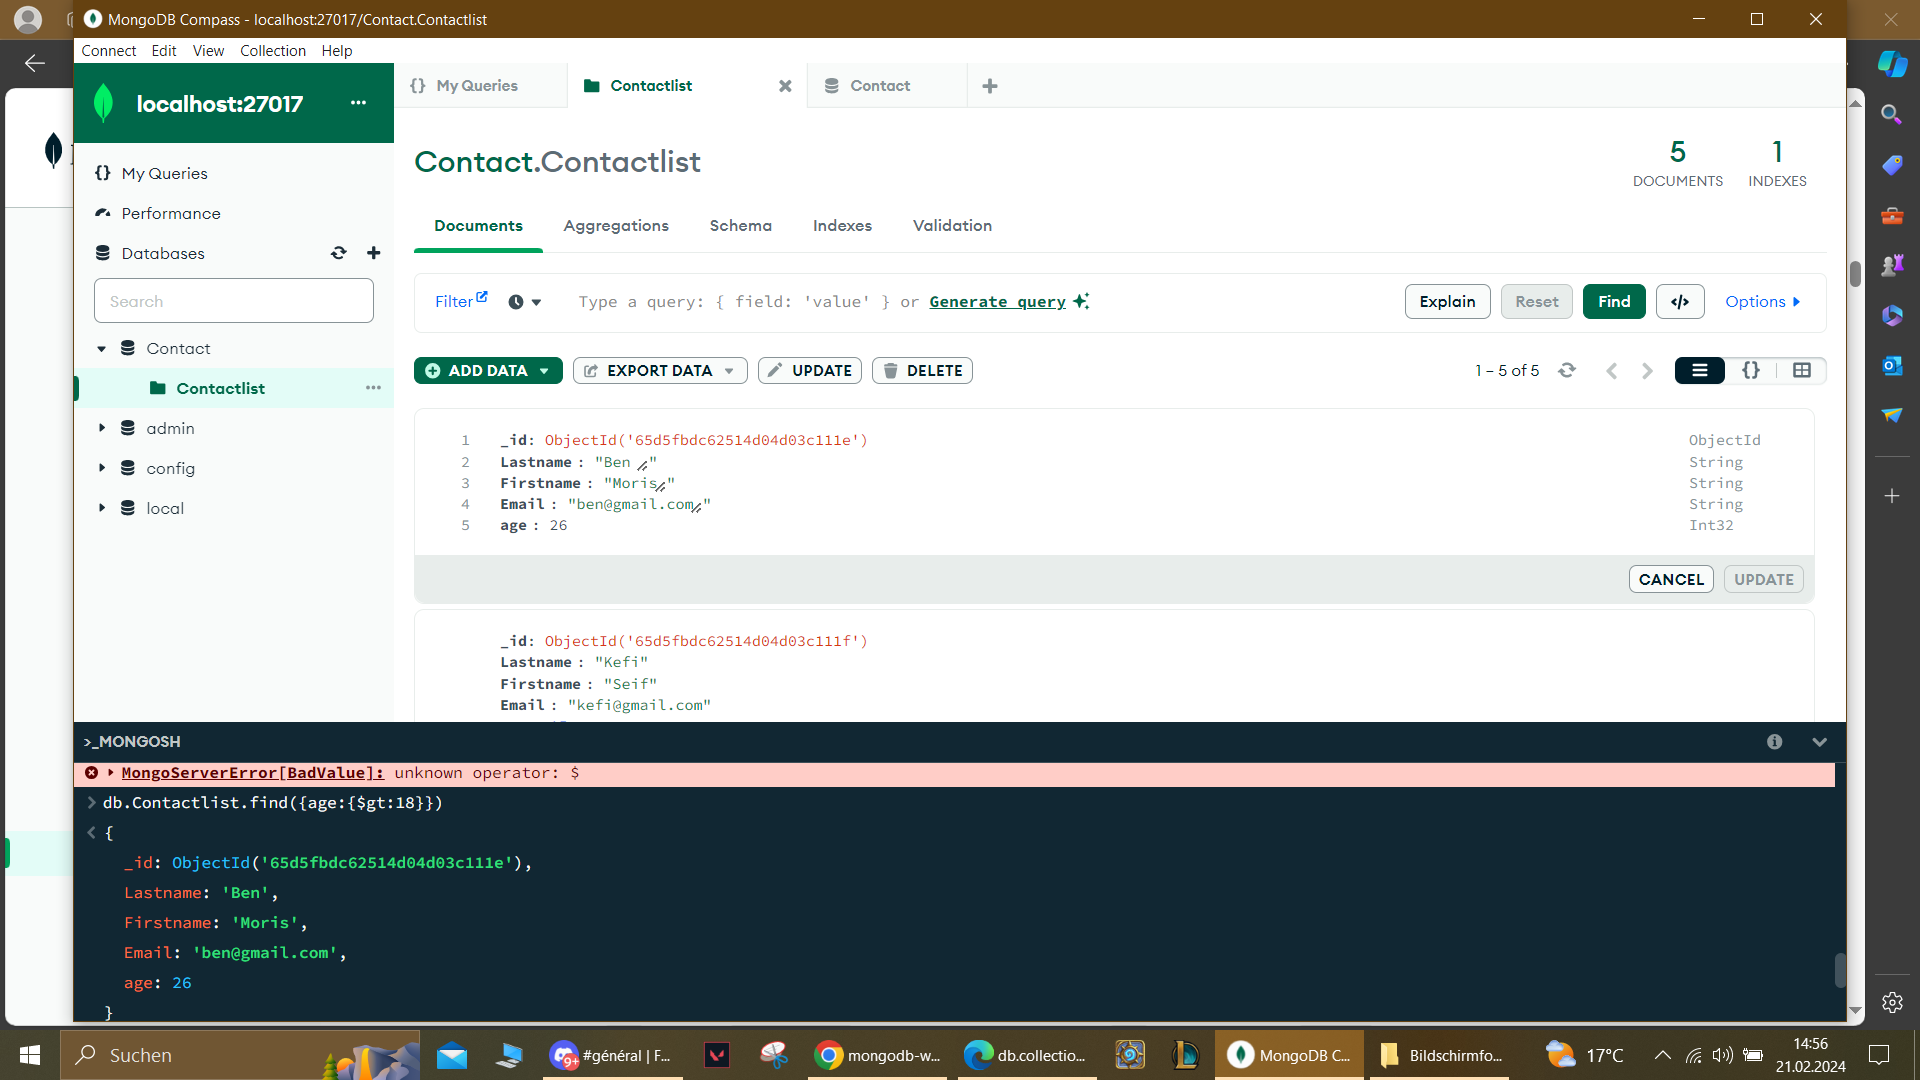 MongoDB Compass - localhost:27017/Contact.Contactlist
Connect Edit View Collection Help
localhost:27017 •••
{} My Queries
Contactlist
Contact
My Queries
Performance
Databases
Search
Contact
Contactlist •••
admin
config
local
Contact.Contactlist
5 DOCUMENTS
1 INDEXES
Documents Aggregations Schema Indexes Validation
Filter Type a query: { field: 'value' } or Generate query Explain Reset Find </> Options
ADD DATA EXPORT DATA UPDATE DELETE 1 – 5 of 5 {}
1 _id: ObjectId('65d5fbdc62514d04d03c111e') ObjectId
2 Lastname : "Ben " String
3 Firstname : "Moris" String
4 Email : "ben@gmail.com" String
5 age : 26 Int32
CANCEL UPDATE
_id: ObjectId('65d5fbdc62514d04d03c111f')
Lastname : "Kefi"
Firstname : "Seif"
Email : "kefi@gmail.com"
>_MONGOSH
MongoServerError[BadValue]: unknown operator: $
> db.Contactlist.find({age:{$gt:18}})
< {
_id: ObjectId('65d5fbdc62514d04d03c111e'),
Lastname: 'Ben',
Firstname: 'Moris',
Email: 'ben@gmail.com',
age: 26
}
Suchen
9+ #général | F...
mongodb-w...
db.collectio...
MongoDB C...
Bildschirmfo...
17°C
14:56
21.02.2024